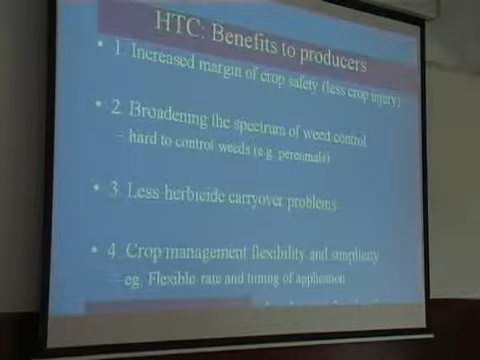 HTC: Benefits to producers
• 1. Increased margin of crop safety (less crop injury)
• 2. Broadening the spectrum of weed control
– hard to control weeds (e.g. perennials)
• 3. Less herbicide carryover problems
• 4. Crop management flexibility and simplicity
– eg. Flexible rate and timing of application